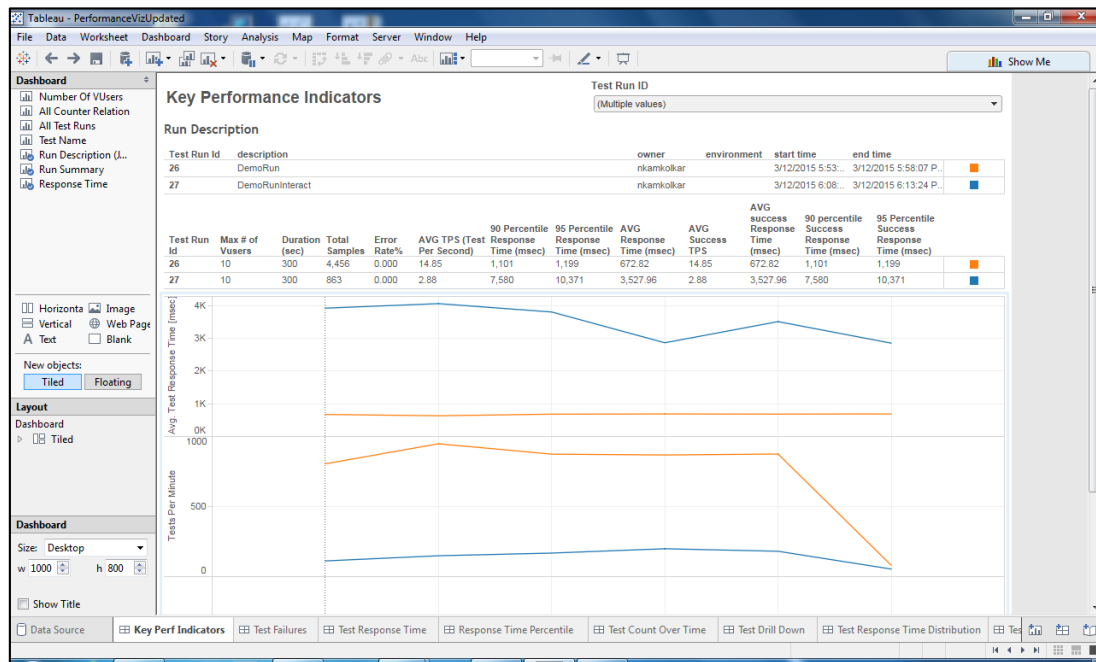 Tableau - PerformanceVizUpdated
File Data Worksheet Dashboard Story Analysis Map Format Server Window Help
Abc
Show Me
Dashboard
Number Of VUsers
All Counter Relation
All Test Runs
Test Name
Run Description (J...
Run Summary
Response Time
Horizonta Image
Vertical Web Page
Text Blank
New objects:
Tiled Floating
Layout
Dashboard
Tiled
Dashboard
Size: Desktop
w 1000 h 800
Show Title
Key Performance Indicators
Test Run ID
(Multiple values)
Run Description
Test Run Id description owner environment start time end time
26 DemoRun nkamkolkar 3/12/2015 5:53:.. 3/12/2015 5:58:07 P..
27 DemoRunInteract nkamkolkar 3/12/2015 6:08:.. 3/12/2015 6:13:24 P..
Test Run Id Max # of Vusers Duration (sec) Total Samples Error Rate% AVG TPS (Test Per Second) 90 Percentile Response Time (msec) 95 Percentile Response Time (msec) AVG Response Time (msec) AVG Success TPS AVG success Response Time (msec) 90 percentile Success Response Time (msec) 95 Percentile Success Response Time (msec)
26 10 300 4,456 0.000 14.85 1,101 1,199 672.82 14.85 672.82 1,101 1,199
27 10 300 863 0.000 2.88 7,580 10,371 3,527.96 2.88 3,527.96 7,580 10,371
Avg. Test Response Time [msec]
4K
3K
2K
1K
0K
Tests Per Minute
1000
500
0
Data Source Key Perf Indicators Test Failures Test Response Time Response Time Percentile Test Count Over Time Test Drill Down Test Response Time Distribution Tes